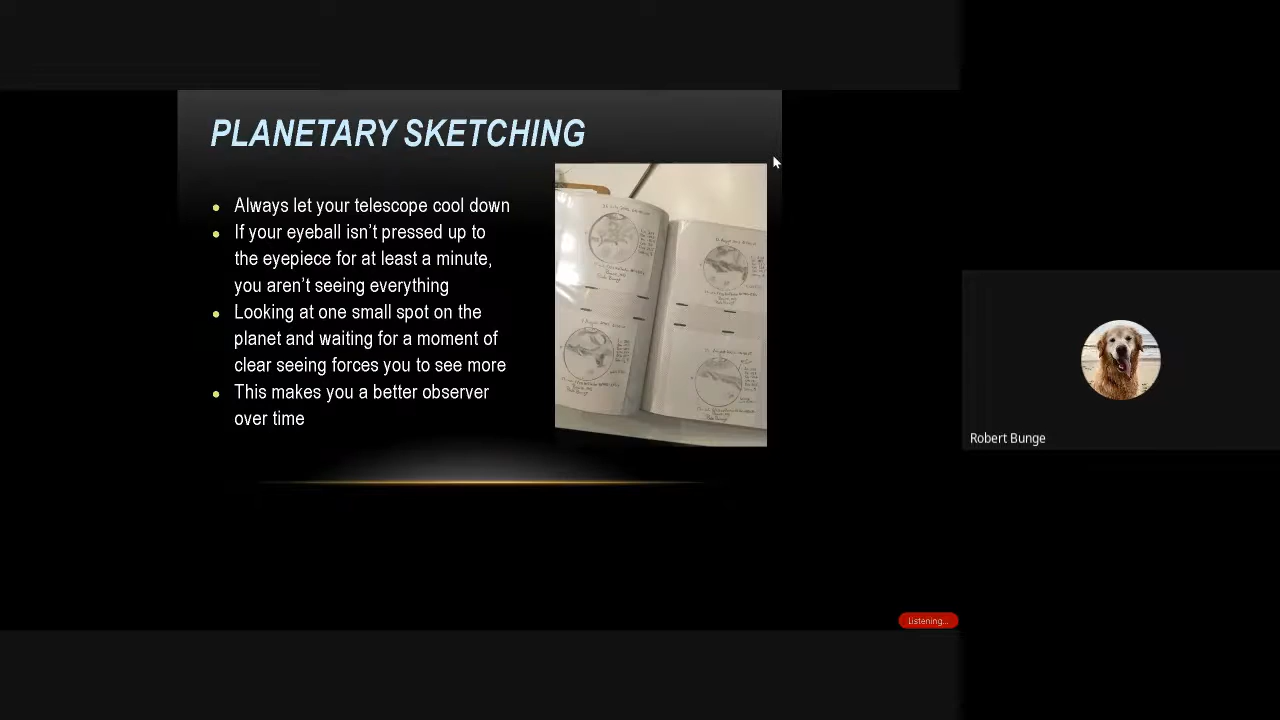 PLANETARY SKETCHING
Always let your telescope cool down
If your eyeball isn't pressed up to
the eyepiece for at least a minute,
you aren't seeing everything
Looking at one small spot on the
planet and waiting for a moment of
clear seeing forces you to see more
This makes you a better observer
over time
Robert Bunge
Listening...